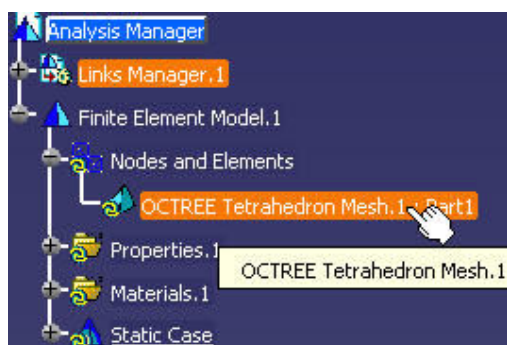 Analysis Manager
Links Manager.1
Finite Element Model.1
Nodes and Elements
OCTREE Tetrahedron Mesh.1 : Part1
Properties.1
OCTREE Tetrahedron Mesh.1
Materials.1
Static Case